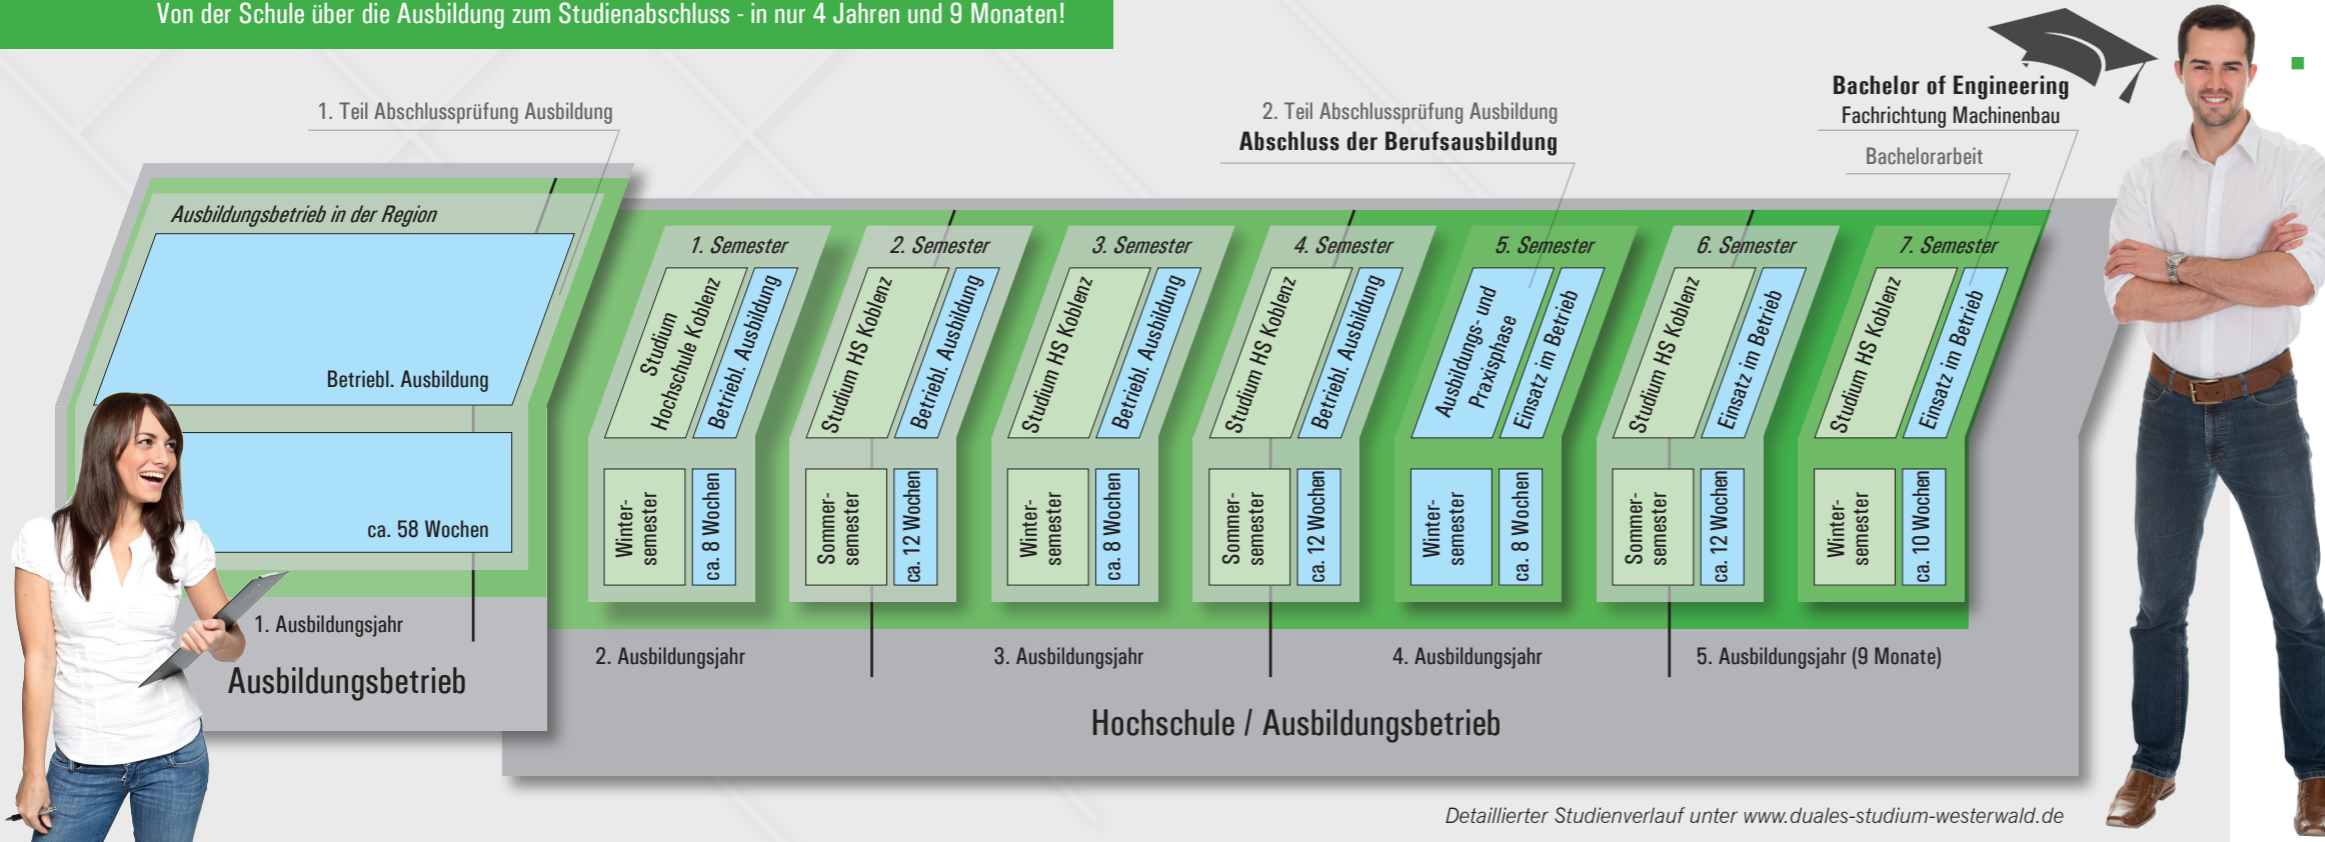 Von der Schule über die Ausbildung zum Studienabschluss - in nur 4 Jahren und 9 Monaten!
1. Teil Abschlussprüfung Ausbildung
2. Teil Abschlussprüfung Ausbildung
Abschluss der Berufsausbildung
Bachelor of Engineering
Fachrichtung Machinenbau
Bachelorarbeit
Ausbildungsbetrieb in der Region
Betriebl. Ausbildung
ca. 58 Wochen
1. Ausbildungsjahr
Ausbildungsbetrieb
1. Semester
Studium
Hochschule Koblenz
Betriebl. Ausbildung
Winter-
semester
ca. 8 Wochen
2. Semester
Studium HS Koblenz
Betriebl. Ausbildung
Sommer-
semester
ca. 12 Wochen
3. Semester
Studium HS Koblenz
Betriebl. Ausbildung
Winter-
semester
ca. 8 Wochen
4. Semester
Studium HS Koblenz
Betriebl. Ausbildung
Sommer-
semester
ca. 12 Wochen
5. Semester
Ausbildungs- und
Praxisphase
Einsatz im Betrieb
Winter-
semester
ca. 8 Wochen
6. Semester
Studium HS Koblenz
Einsatz im Betrieb
Sommer-
semester
ca. 12 Wochen
7. Semester
Studium HS Koblenz
Einsatz im Betrieb
Winter-
semester
ca. 10 Wochen
2. Ausbildungsjahr
3. Ausbildungsjahr
4. Ausbildungsjahr
5. Ausbildungsjahr (9 Monate)
Hochschule / Ausbildungsbetrieb
Detaillierter Studienverlauf unter www.duales-studium-westerwald.de